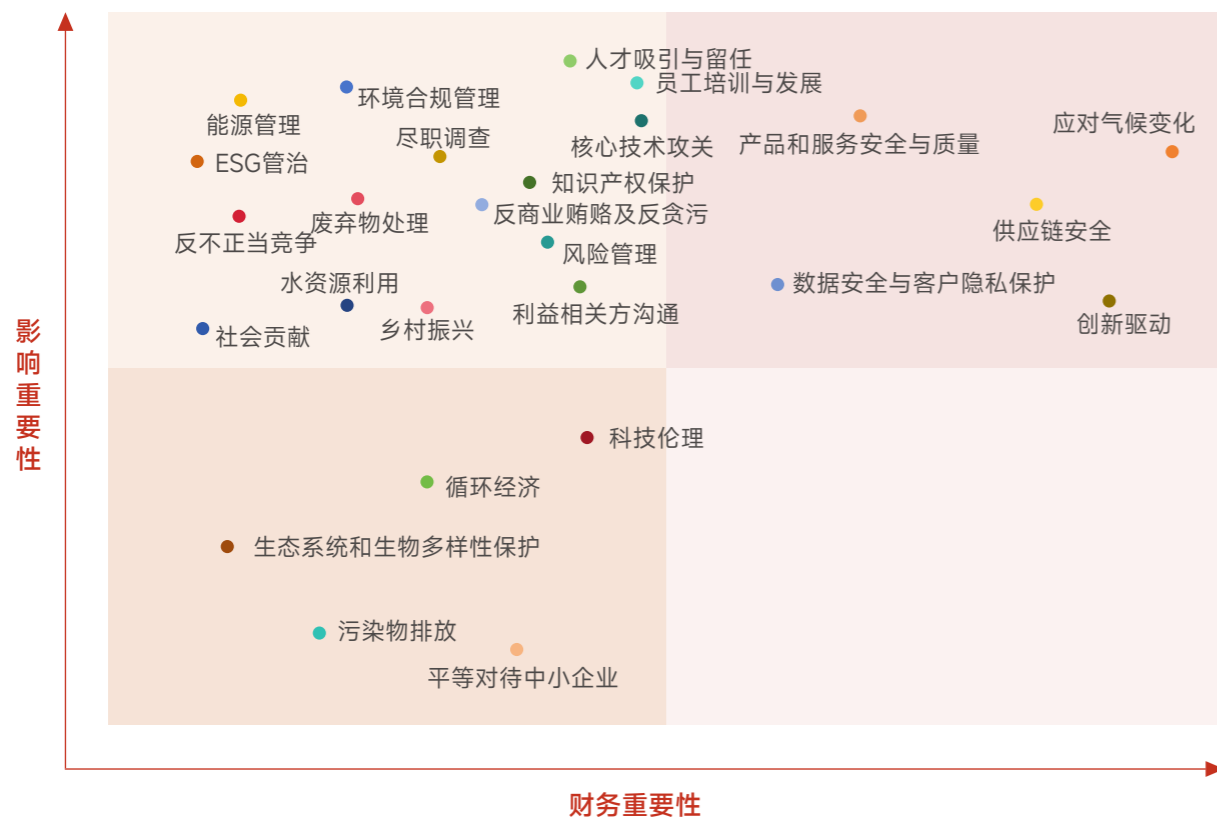 人才吸引与留任
员工培训与发展
环境合规管理
能源管理
尽职调查
核心技术攻关
产品和服务安全与质量
应对气候变化
ESG管治
知识产权保护
废弃物处理
反商业贿赂及反贪污
供应链安全
反不正当竞争
风险管理
水资源利用
数据安全与客户隐私保护
利益相关方沟通
创新驱动
社会贡献
乡村振兴
影响重要性
科技伦理
循环经济
生态系统和生物多样性保护
污染物排放
平等对待中小企业
财务重要性